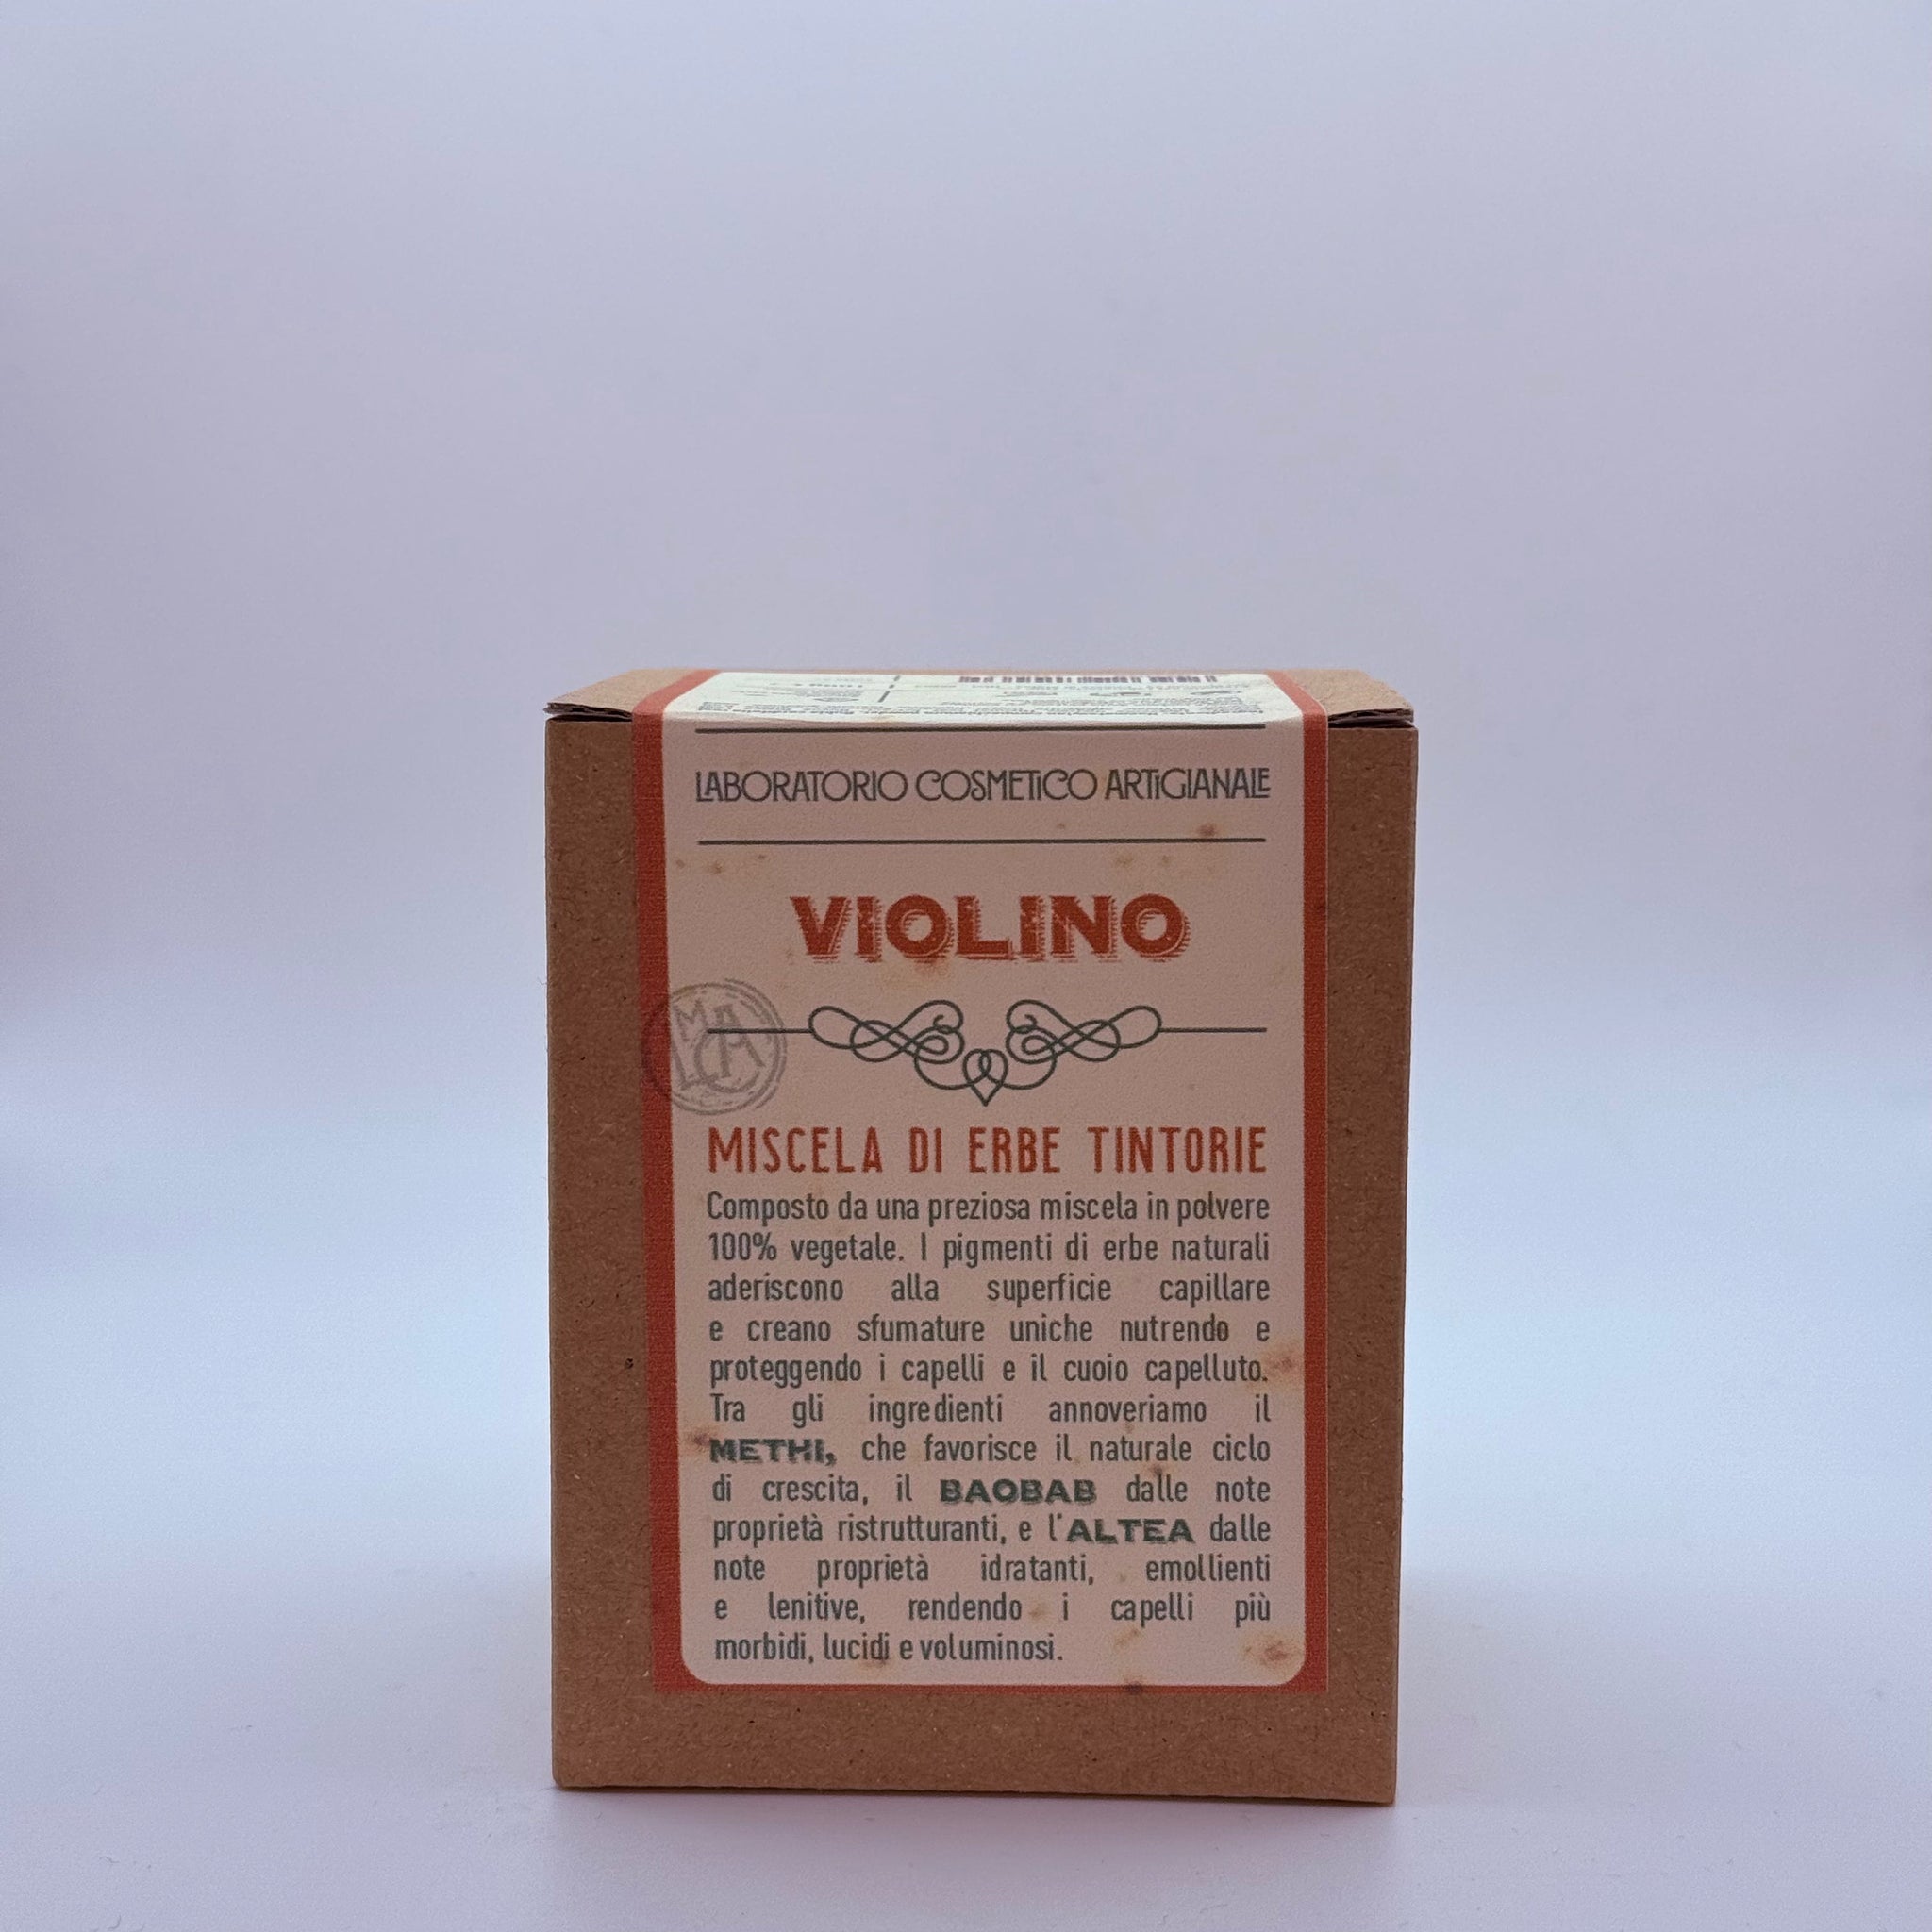 LABORATORIO COSMETICO ARTIGIANALE
VIOLINO
MA
LCA
MISCELA DI ERBE TINTORIE
Composto da una preziosa miscela in polvere
100% vegetale. I pigmenti di erbe naturali
aderiscono alla superficie capillare
e creano sfumature uniche nutrendo e
proteggendo i capelli e il cuoio capelluto.
Tra gli ingredienti annoveriamo il
METHI, che favorisce il naturale ciclo
di crescita, il BAOBAB dalle note
proprietà ristrutturanti, e l'ALTEA dalle
note proprietà idratanti, emollienti
e lenitive, rendendo i capelli più
morbidi, lucidi e voluminosi.